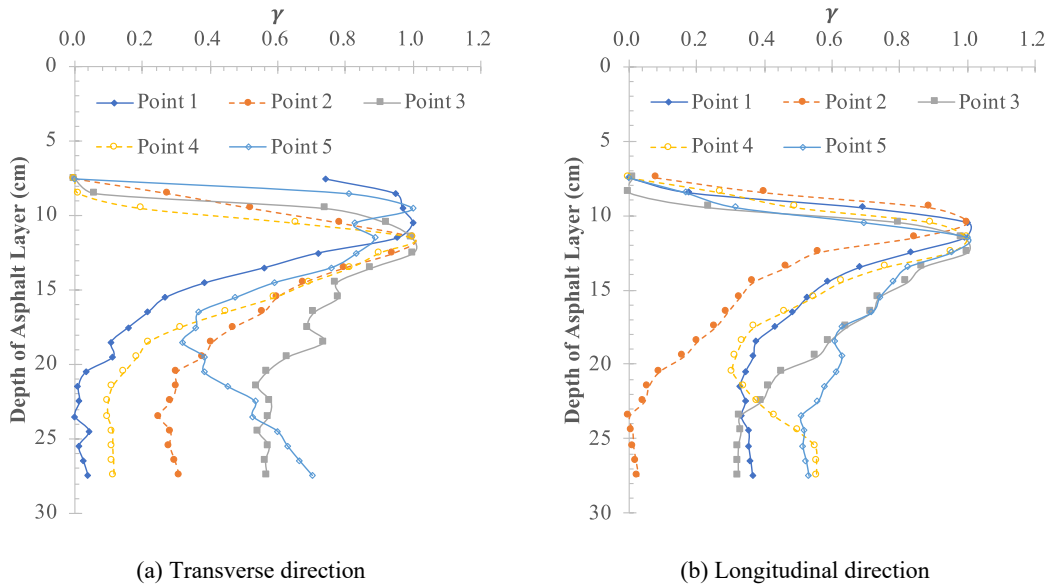 γ
0.0 0.2 0.4 0.6 0.8 1.0 1.2
0
5
10
15
20
25
30
Depth of Asphalt Layer (cm)
Point 1 Point 2 Point 3
Point 4 Point 5
(a) Transverse direction
γ
0.0 0.2 0.4 0.6 0.8 1.0 1.2
0
5
10
15
20
25
30
Depth of Asphalt Layer (cm)
Point 1 Point 2 Point 3
Point 4 Point 5
(b) Longitudinal direction